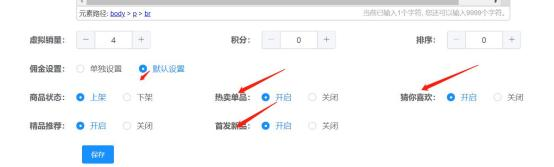 元素路径: body > p > br 当前已输入1个字符, 您还可以输入9999个字符。
虚拟销量: − 4 + 积分: − 0 + 排序: − 0 +
佣金设置: 单独设置 默认设置
商品状态: 上架 下架 热卖单品: 开启 关闭 猜你喜欢: 开启 关闭
精品推荐: 开启 关闭 首发新品: 开启 关闭
保存